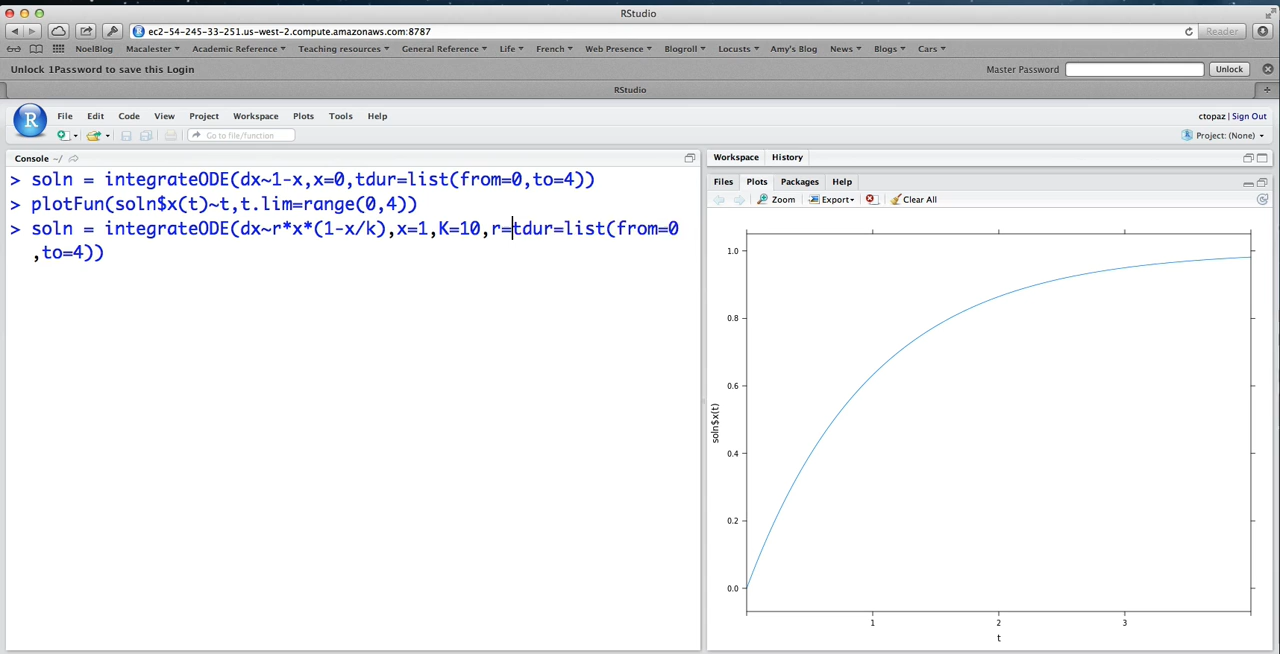 RStudio
ec2-54-245-33-251.us-west-2.compute.amazonaws.com:8787
Reader
NoelBlog Macalester Academic Reference Teaching resources General Reference Life French Web Presence Blogroll Locusts Amy's Blog News Blogs Cars
Unlock 1Password to save this Login
Master Password
Unlock
RStudio
R
File Edit Code View Project Workspace Plots Tools Help
ctopaz | Sign Out
Go to file/function
Project: (None)
Console ~/
> soln = integrateODE(dx~1-x,x=0,tdur=list(from=0,to=4))
> plotFun(soln$x(t)~t,t.lim=range(0,4))
> soln = integrateODE(dx~r*x*(1-x/k),x=1,K=10,r=tdur=list(from=0
,to=4))
Workspace History
Files Plots Packages Help
Zoom Export Clear All
1.0
0.8
0.6
0.4
0.2
0.0
soln$x(t)
1 2 3
t